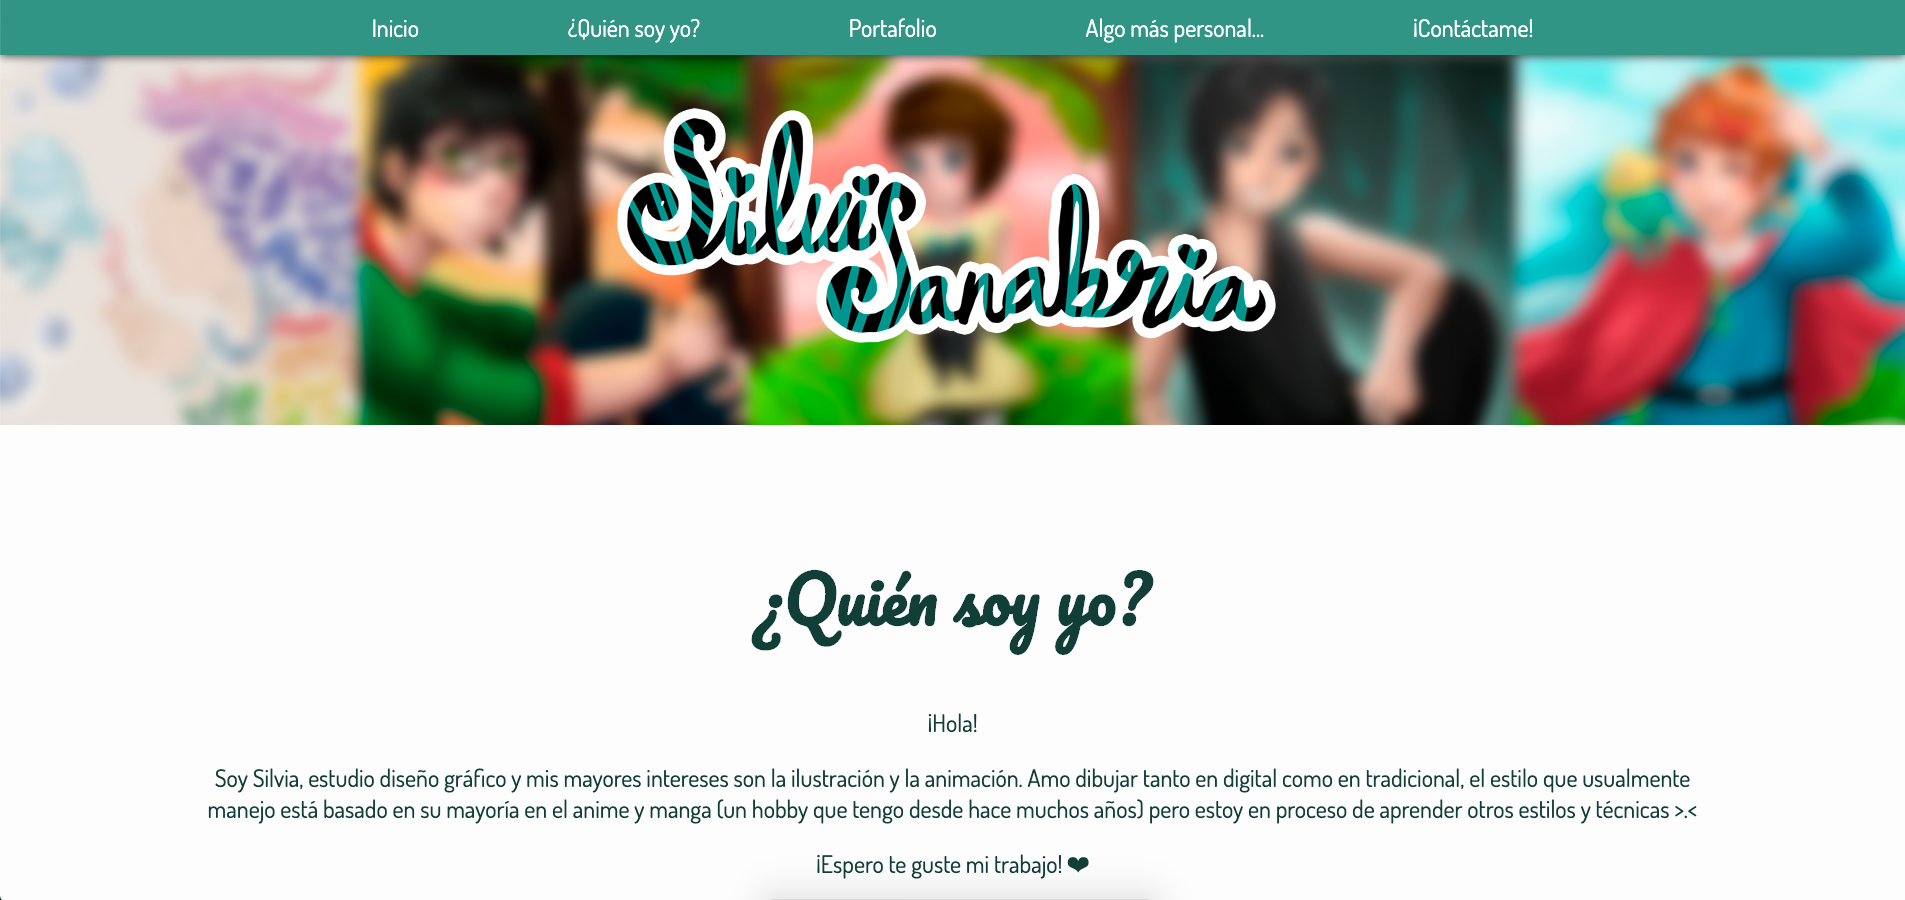 Inicio ¿Quién soy yo? Portafolio Algo más personal... ¡Contáctame!
Silvia
Sanabria
¿Quién soy yo?
¡Hola!
Soy Silvia, estudio diseño gráfico y mis mayores intereses son la ilustración y la animación. Amo dibujar tanto en digital como en tradicional, el estilo que usualmente
manejo está basado en su mayoría en el anime y manga (un hobby que tengo desde hace muchos años) pero estoy en proceso de aprender otros estilos y técnicas >.<
¡Espero te guste mi trabajo! ❤